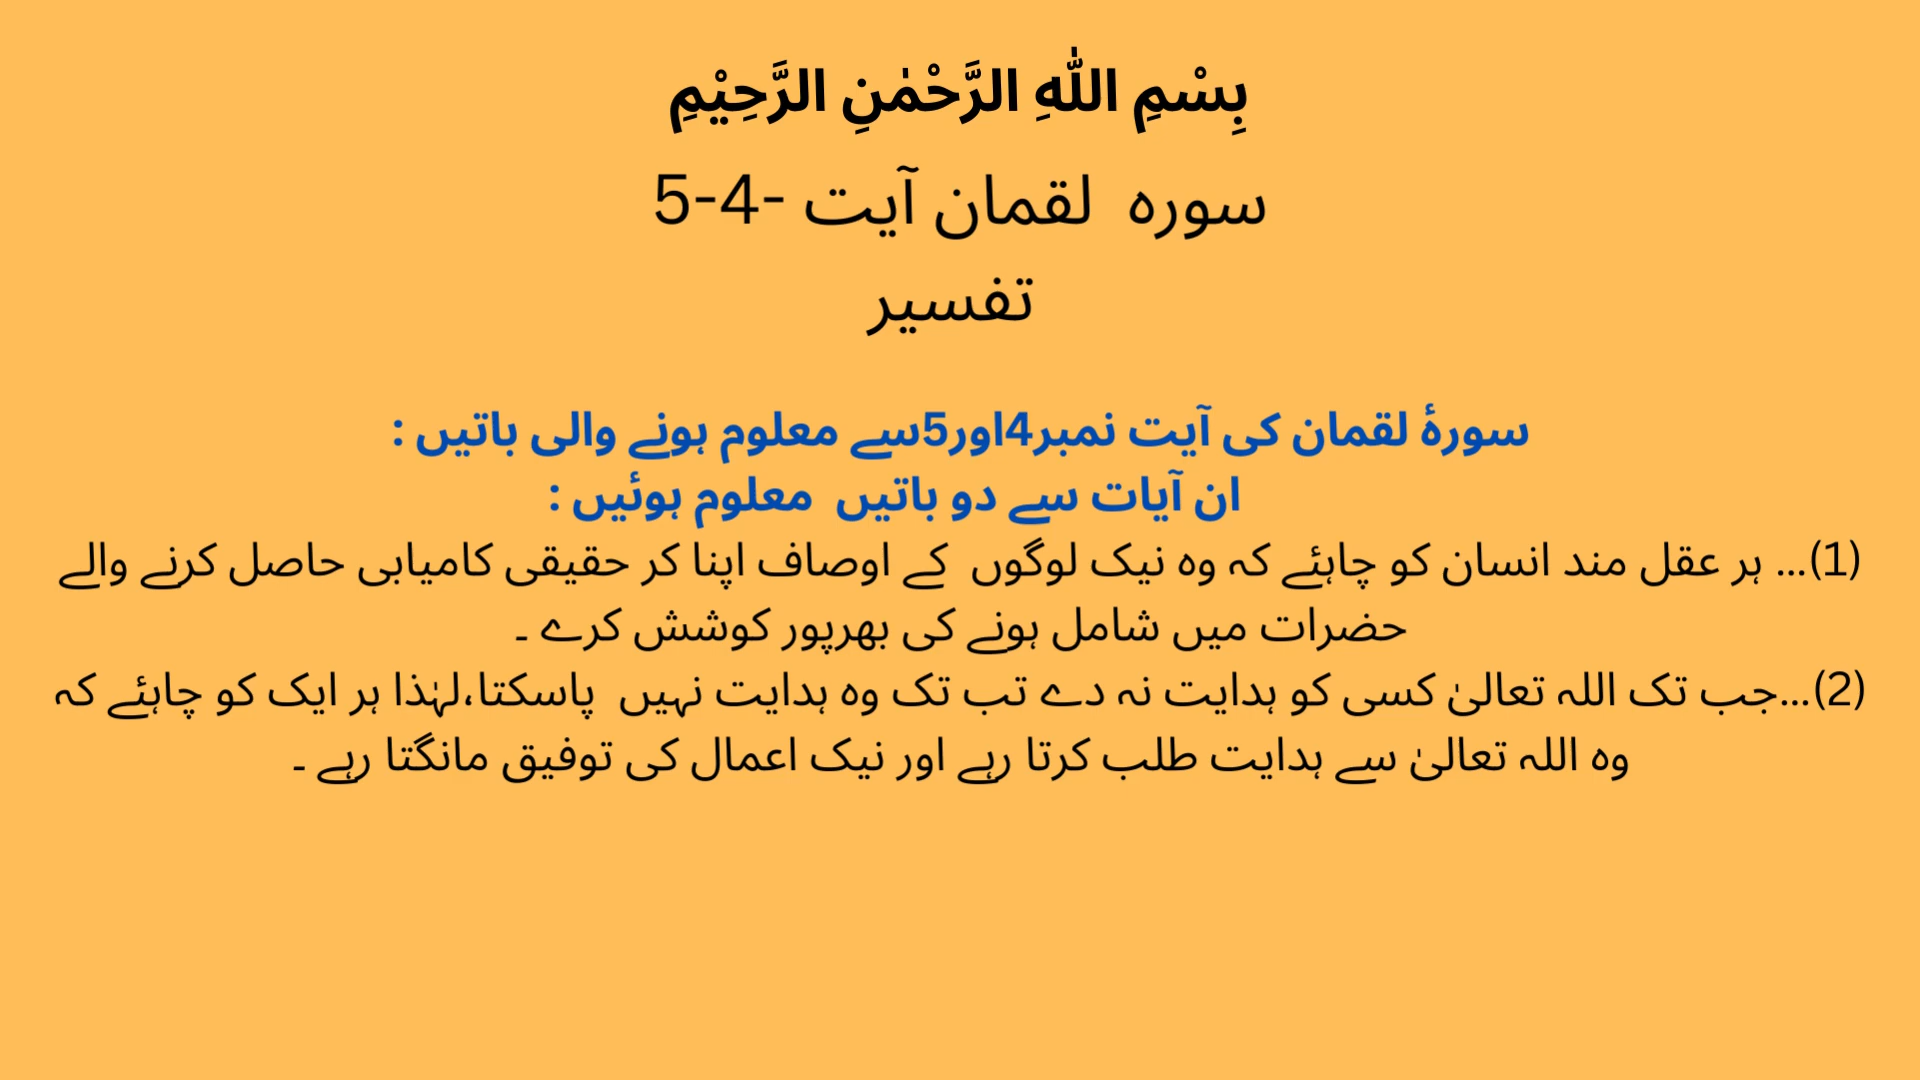 بِسْمِ اللّٰهِ الرَّحْمٰنِ الرَّحِيْمِ
سورہ لقمان آیت -4-5
تفسیر
سورۂ لقمان کی آیت نمبر4اور5سے معلوم ہونے والی باتیں :
ان آیات سے دو باتیں معلوم ہوئیں :
(1)... ہر عقل مند انسان کو چاہئے کہ وہ نیک لوگوں کے اوصاف اپنا کر حقیقی کامیابی حاصل کرنے والے
حضرات میں شامل ہونے کی بھرپور کوشش کرے ۔
(2)...جب تک اللہ تعالیٰ کسی کو ہدایت نہ دے تب تک وہ ہدایت نہیں پاسکتا،لہٰذا ہر ایک کو چاہئے کہ
وہ اللہ تعالیٰ سے ہدایت طلب کرتا رہے اور نیک اعمال کی توفیق مانگتا رہے ۔